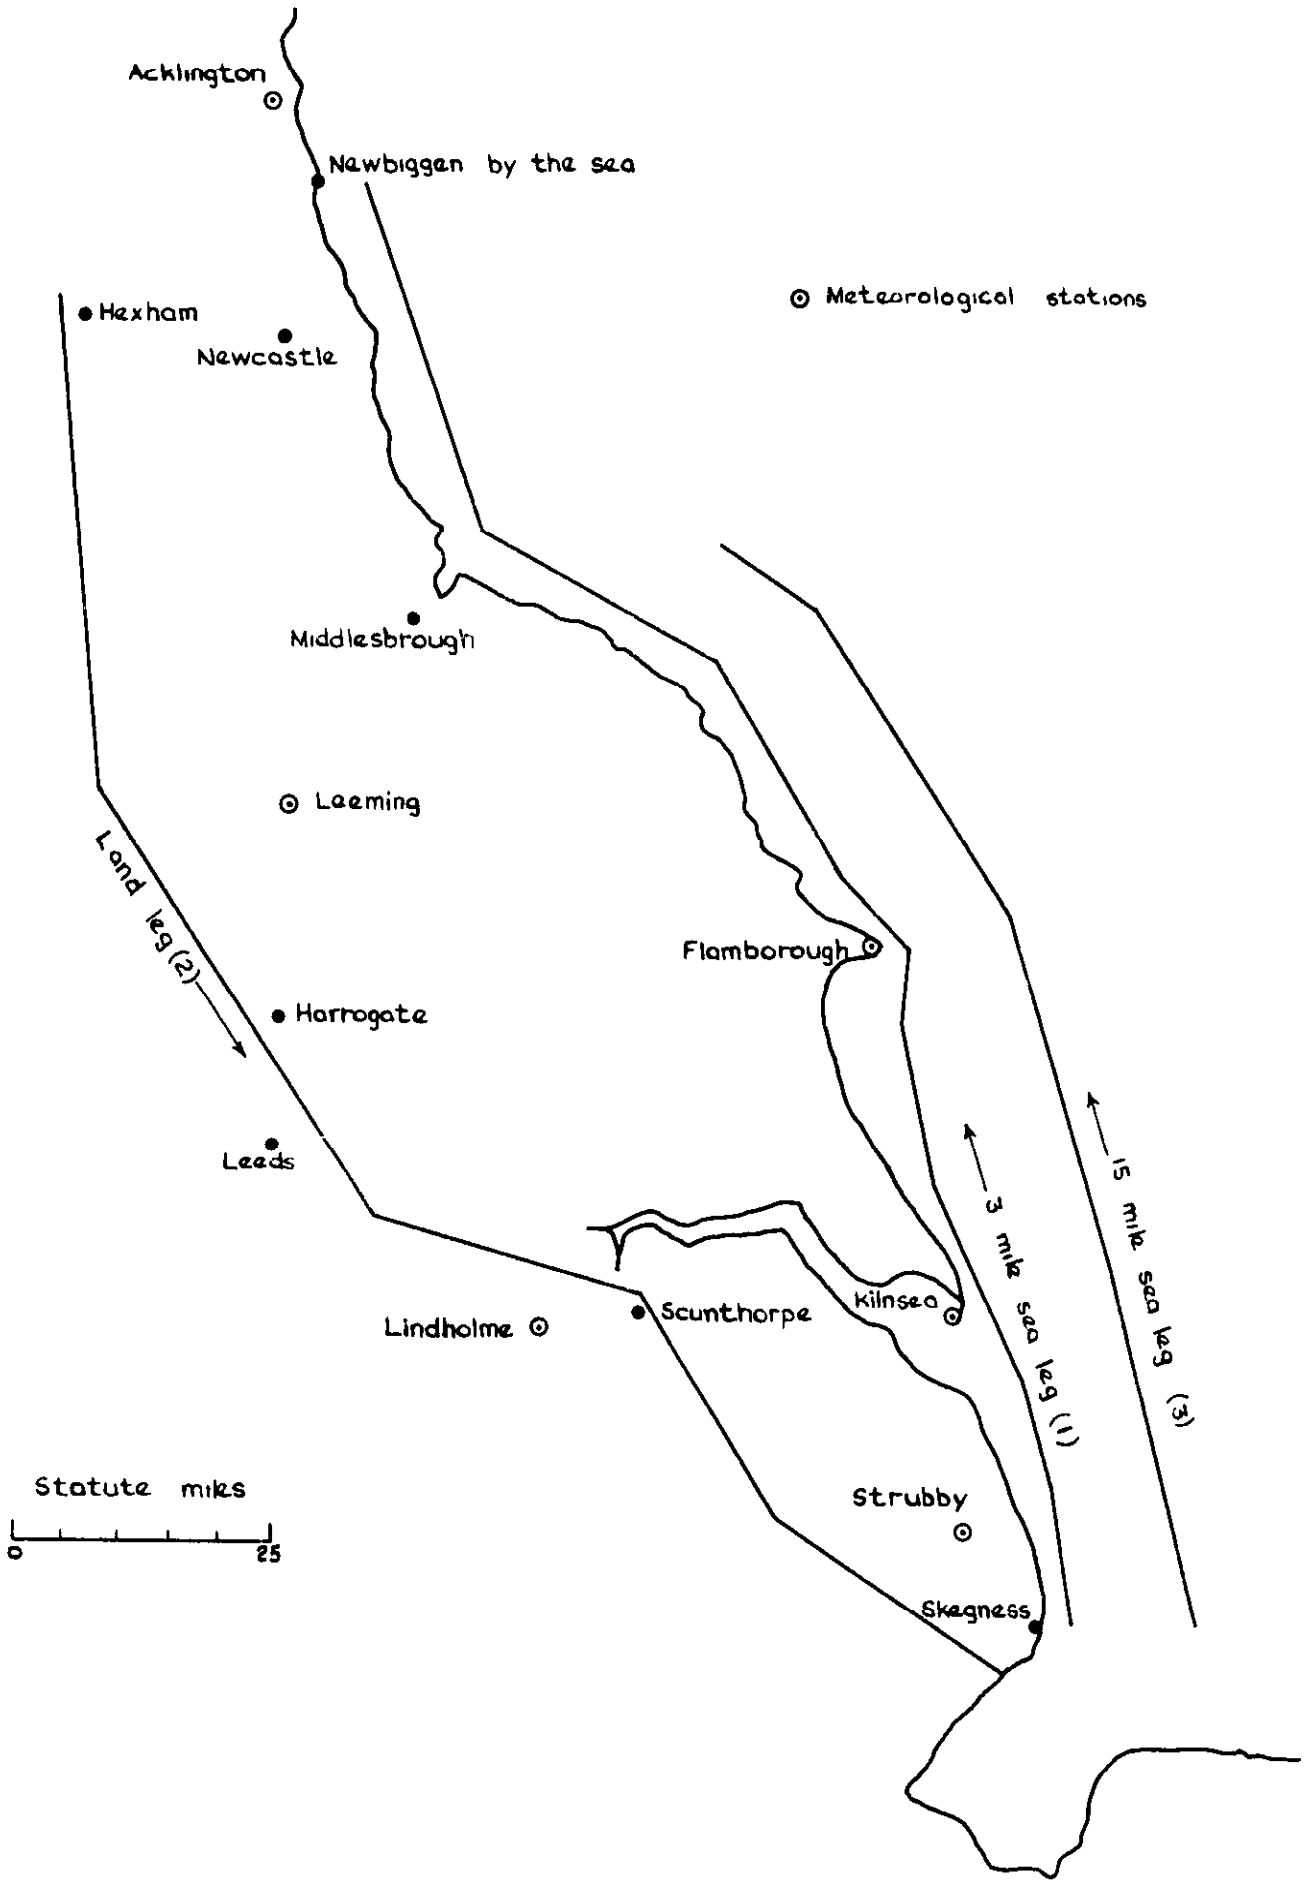 Acklington
Newbiggen by the sea
Meteorological stations
Hexham
Newcastle
Middlesbrough
Leeming
Land leg (2)
Flamborough
Harrogate
Leeds
15 mile sea leg (3)
3 mile sea leg (1)
Kilnsea
Scunthorpe
Lindholme
Statute miles
0 25
Strubby
Skegness